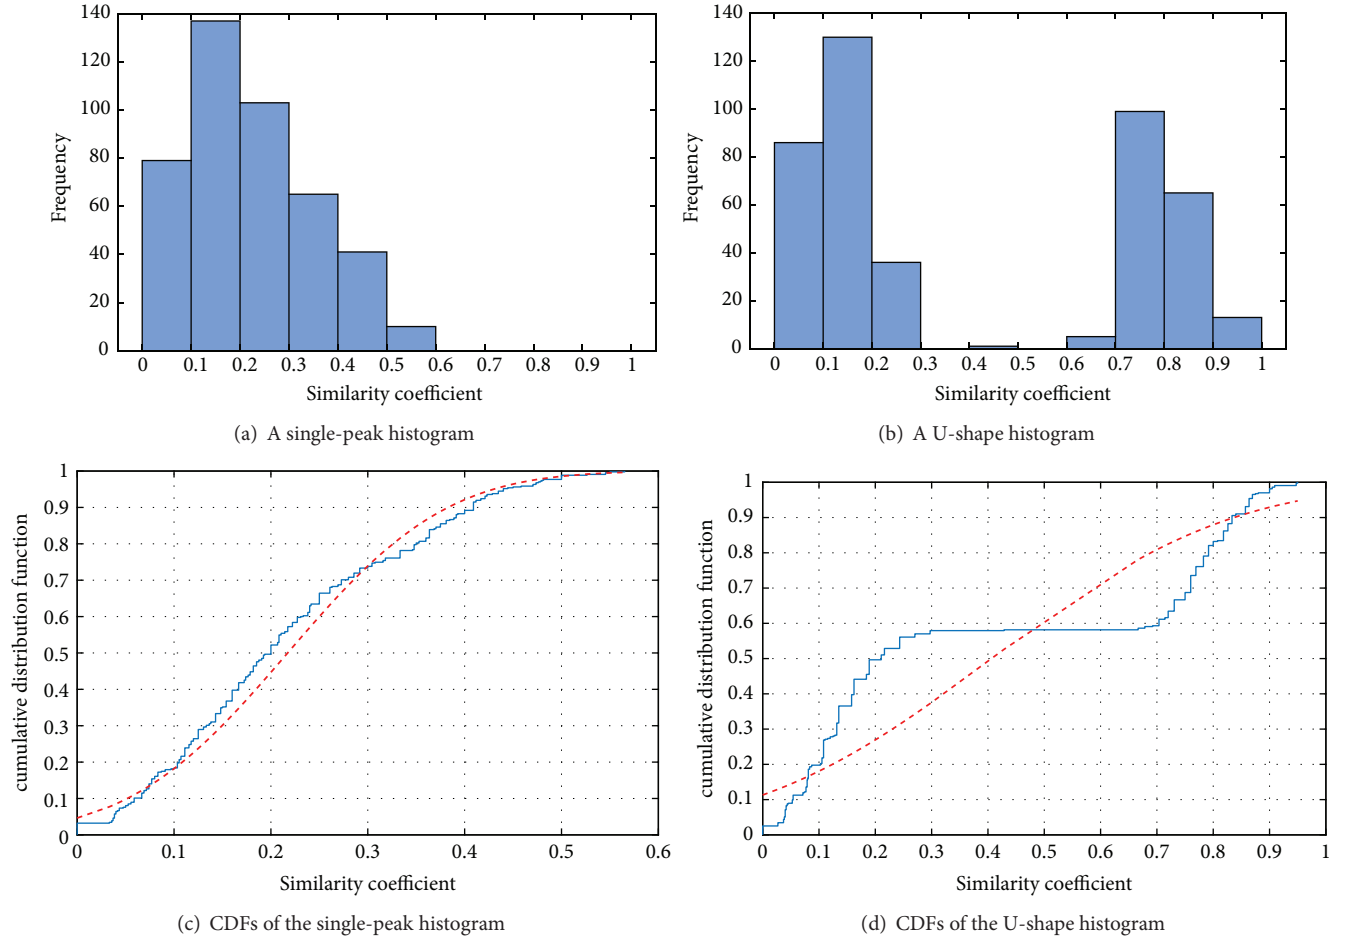 140
120
100
80
60
40
20
0
Frequency
0 0.1 0.2 0.3 0.4 0.5 0.6 0.7 0.8 0.9 1
Similarity coefficient
(a) A single-peak histogram
140
120
100
80
60
40
20
0
Frequency
0 0.1 0.2 0.3 0.4 0.5 0.6 0.7 0.8 0.9 1
Similarity coefficient
(b) A U-shape histogram
1
0.9
0.8
0.7
0.6
0.5
0.4
0.3
0.2
0.1
0
cumulative distribution function
0 0.1 0.2 0.3 0.4 0.5 0.6
Similarity coefficient
(c) CDFs of the single-peak histogram
1
0.9
0.8
0.7
0.6
0.5
0.4
0.3
0.2
0.1
0
cumulative distribution function
0 0.1 0.2 0.3 0.4 0.5 0.6 0.7 0.8 0.9 1
Similarity coefficient
(d) CDFs of the U-shape histogram